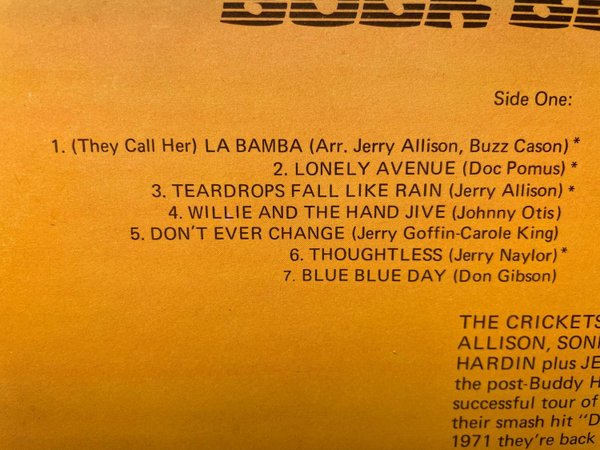 Side One:
1. (They Call Her) LA BAMBA (Arr. Jerry Allison, Buzz Cason)*
2. LONELY AVENUE (Doc Pomus)*
3. TEARDROPS FALL LIKE RAIN (Jerry Allison)*
4. WILLIE AND THE HAND JIVE (Johnny Otis)
5. DON'T EVER CHANGE (Jerry Goffin-Carole King)
6. THOUGHTLESS (Jerry Naylor)*
7. BLUE BLUE DAY (Don Gibson)
THE CRICKETS
ALLISON, SON
HARDIN plus JE
the post-Buddy H
successful tour of
their smash hit "D
1971 they're back